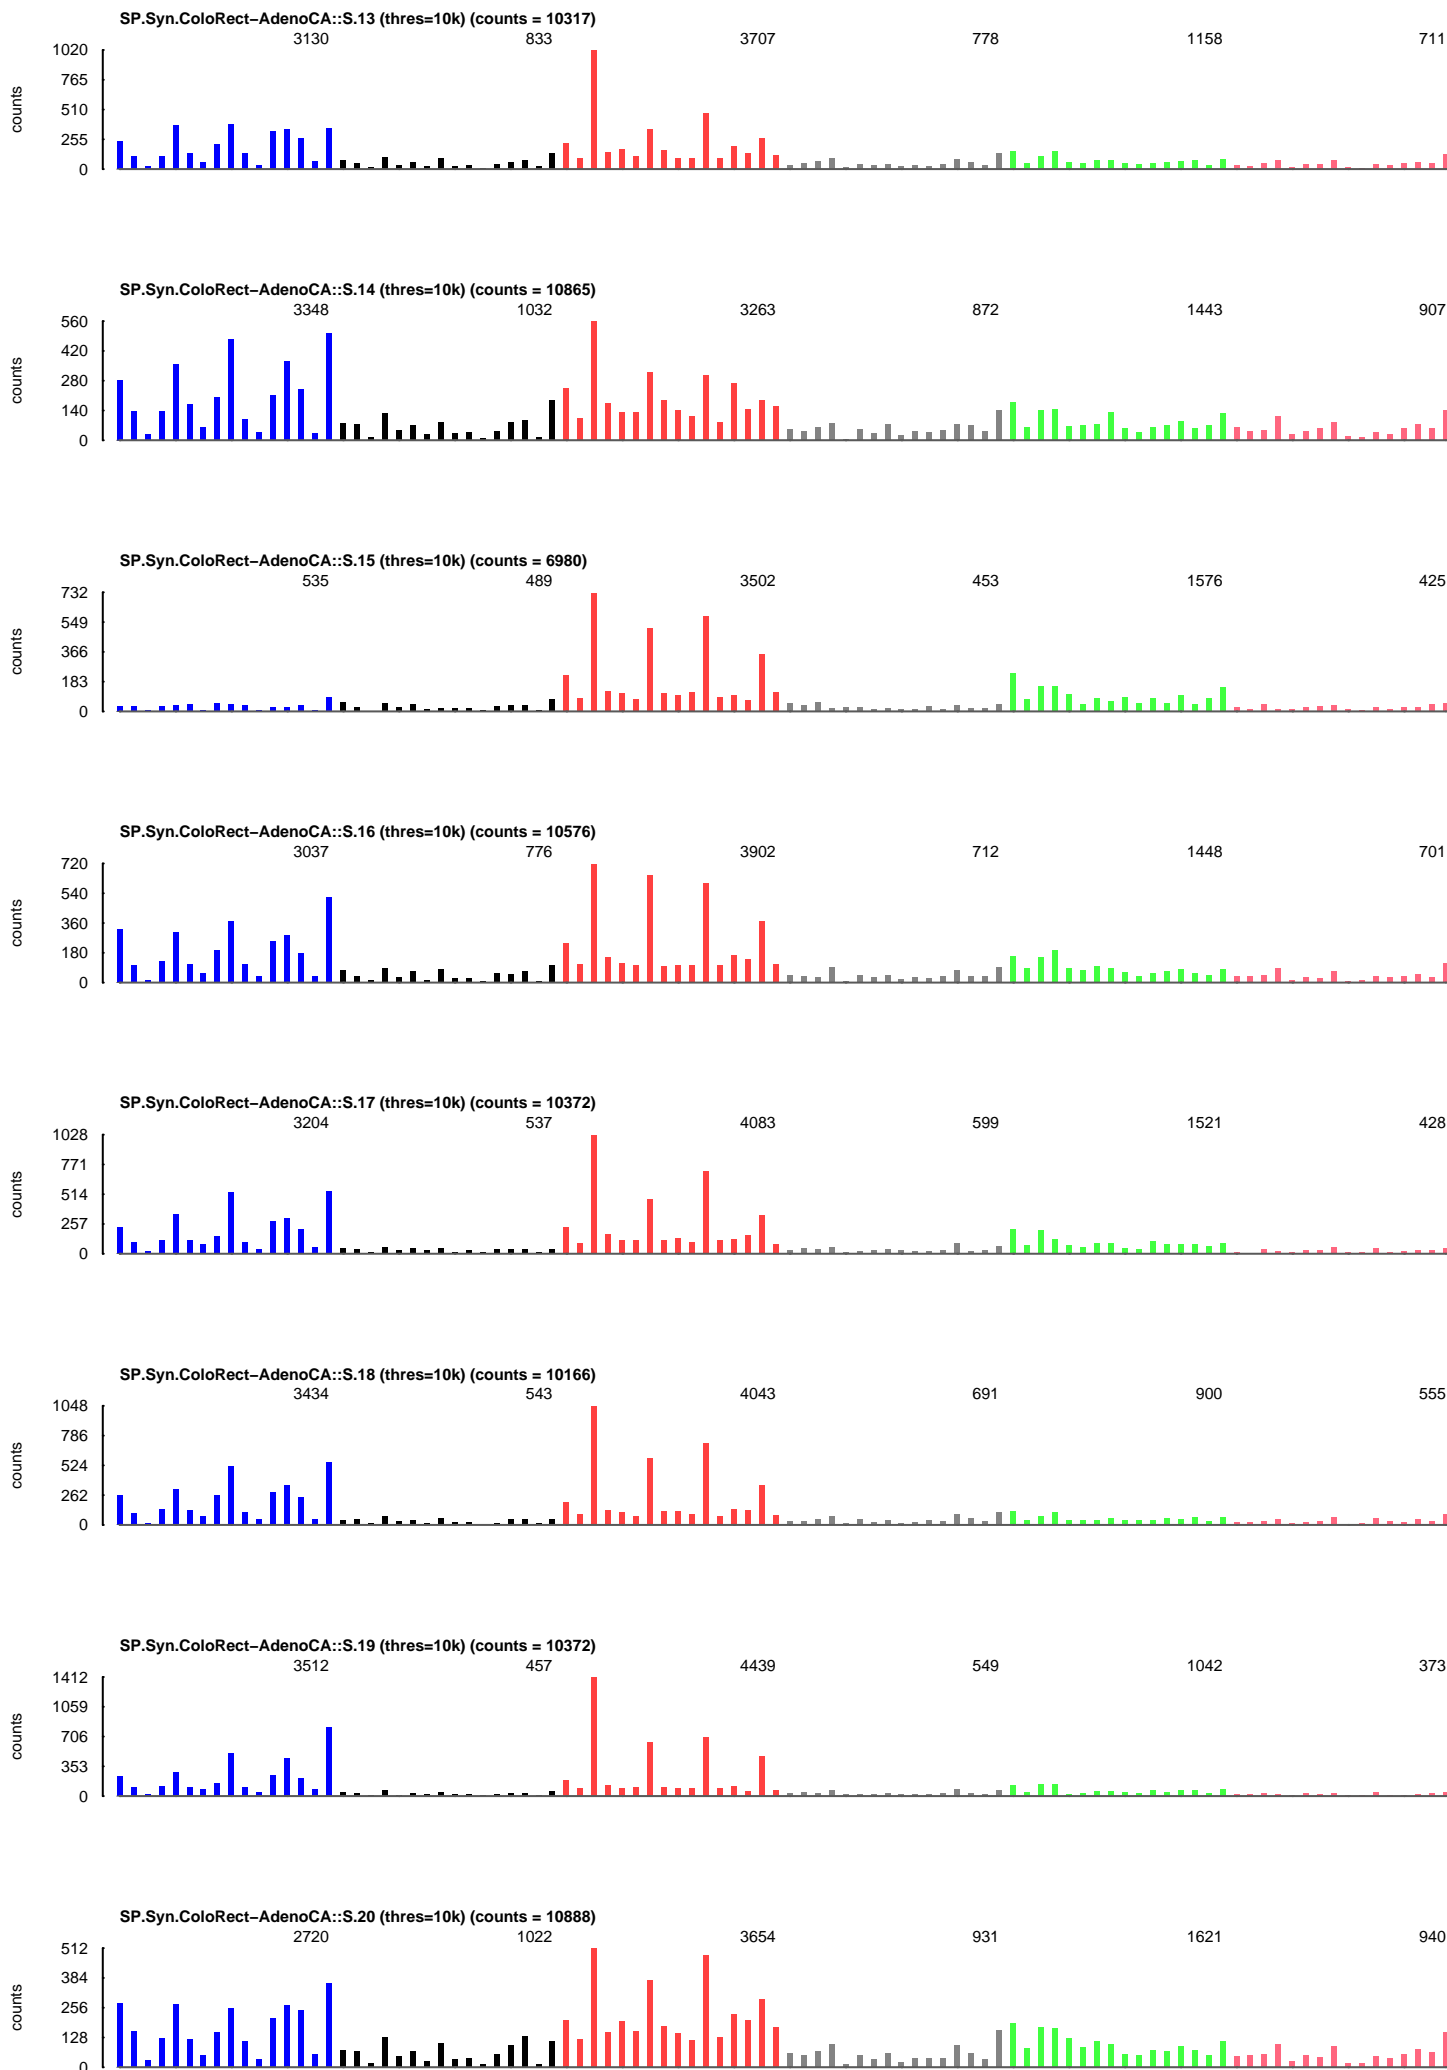 SP.Syn.ColoRect−AdenoCA::S.13 (thres=10k) (counts = 10317)
3130 833 3707 778 1158 711
1020
765
510
255
0
counts
SP.Syn.ColoRect−AdenoCA::S.14 (thres=10k) (counts = 10865)
3348 1032 3263 872 1443 907
560
420
280
140
0
counts
SP.Syn.ColoRect−AdenoCA::S.15 (thres=10k) (counts = 6980)
535 489 3502 453 1576 425
732
549
366
183
0
counts
SP.Syn.ColoRect−AdenoCA::S.16 (thres=10k) (counts = 10576)
3037 776 3902 712 1448 701
720
540
360
180
0
counts
SP.Syn.ColoRect−AdenoCA::S.17 (thres=10k) (counts = 10372)
3204 537 4083 599 1521 428
1028
771
514
257
0
counts
SP.Syn.ColoRect−AdenoCA::S.18 (thres=10k) (counts = 10166)
3434 543 4043 691 900 555
1048
786
524
262
0
counts
SP.Syn.ColoRect−AdenoCA::S.19 (thres=10k) (counts = 10372)
3512 457 4439 549 1042 373
1412
1059
706
353
0
counts
SP.Syn.ColoRect−AdenoCA::S.20 (thres=10k) (counts = 10888)
2720 1022 3654 931 1621 940
512
384
256
128
0
counts